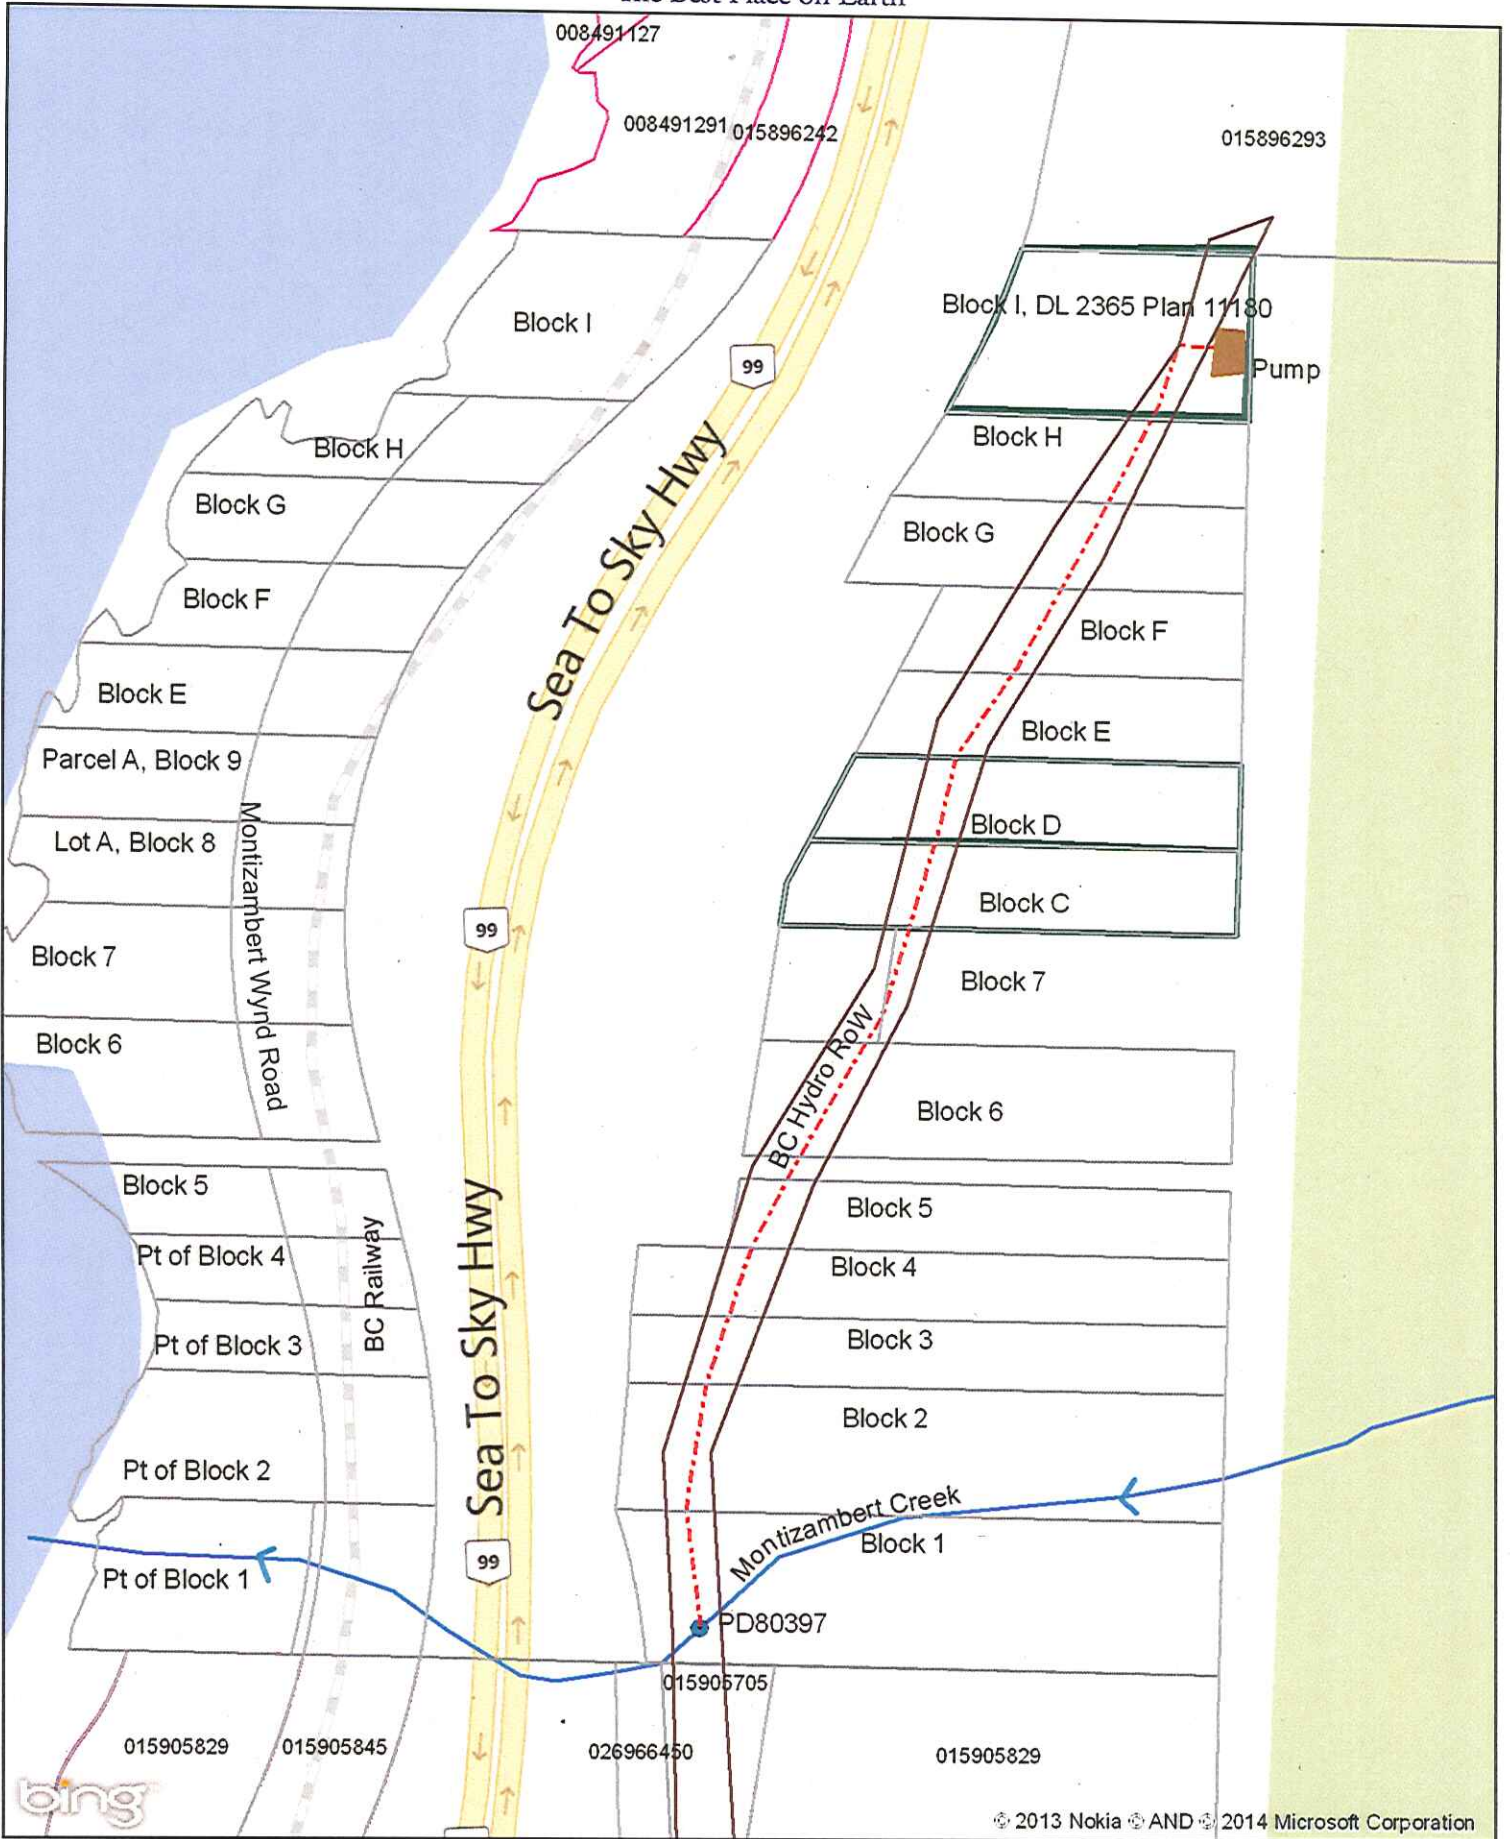 The Best Place on Earth
008491127
008491291
015896242
015896293
Block I
Block I, DL 2365 Plan 11180
99
Pump
Block H
Block H
Block G
Block G
Sea To Sky Hwy
Block F
Block F
Block E
Block E
Parcel A, Block 9
Lot A, Block 8
Montizambert Wynd Road
Block D
Block C
99
Block 7
Block 7
Block 6
BC Hydro RoW
Block 6
Block 5
Block 5
Pt of Block 4
BC Railway
Sea To Sky Hwy
Block 4
Pt of Block 3
Block 3
Block 2
Pt of Block 2
Montizambert Creek
Block 1
99
Pt of Block 1
PD80397
015905705
015905829
015905845
026966450
015905829
bing
© 2013 Nokia © AND © 2014 Microsoft Corporation